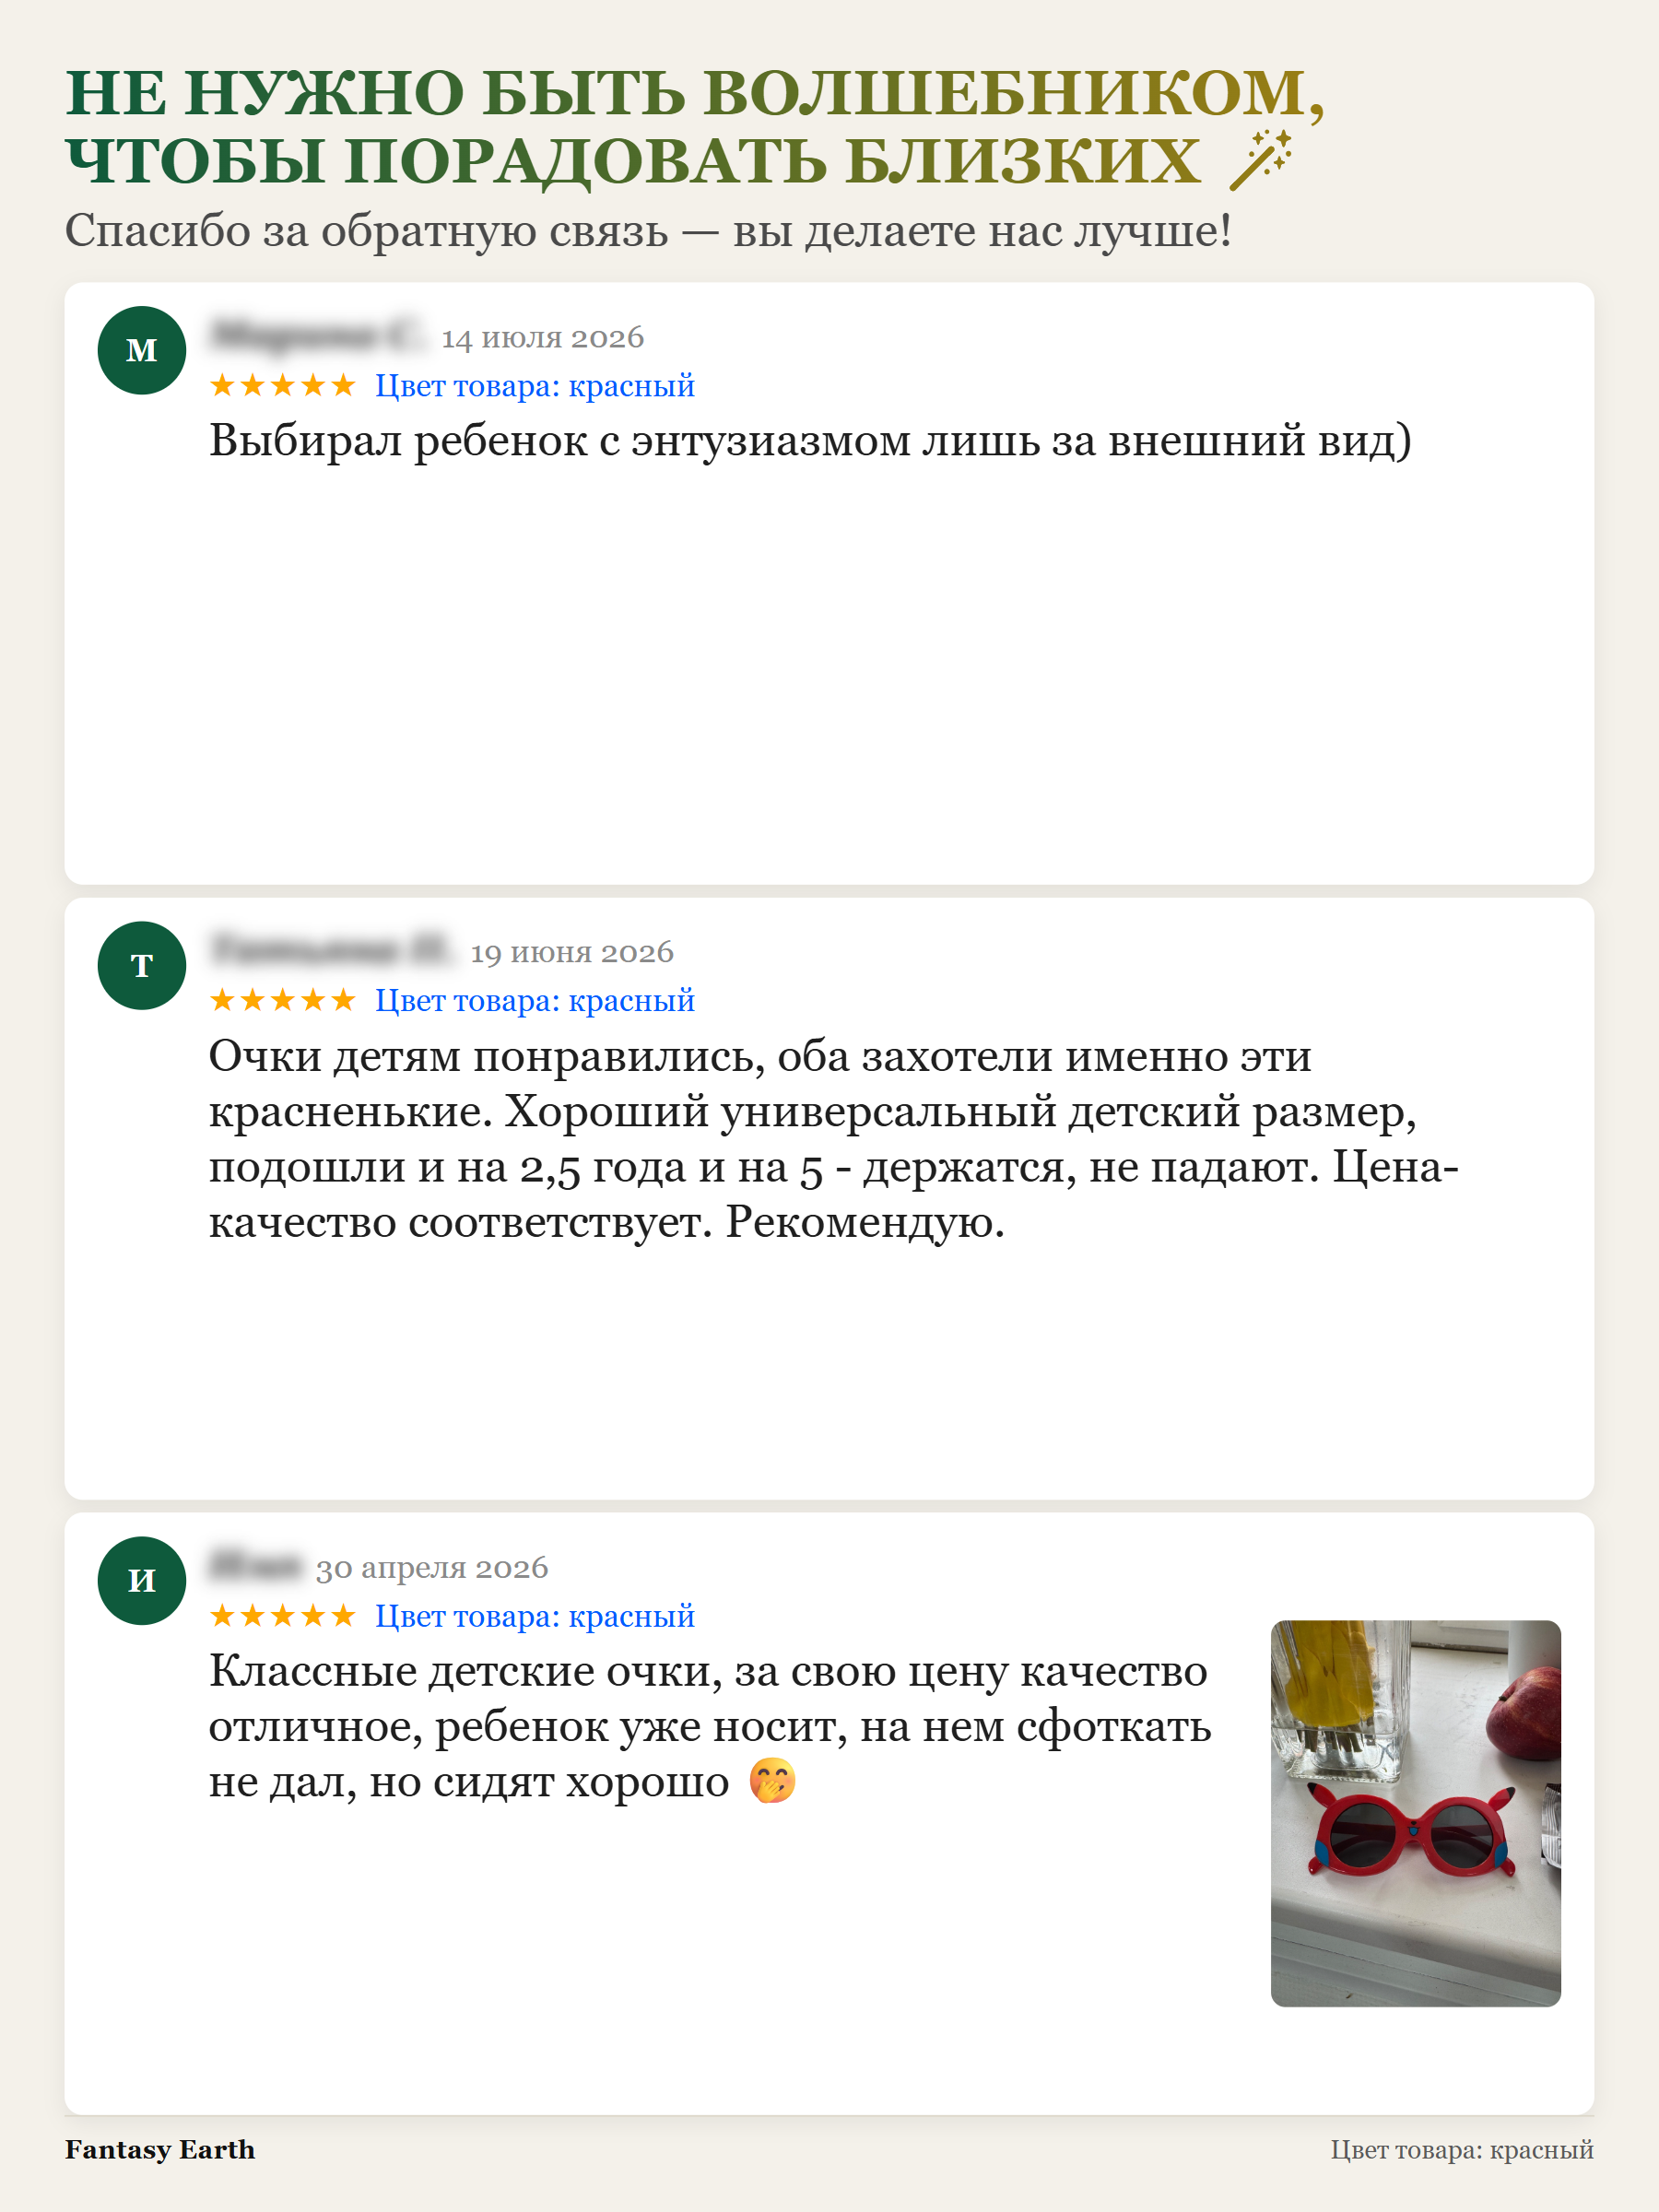 НЕ НУЖНО БЫТЬ ВОЛШЕБНИКОМ,
ЧТОБЫ ПОРАДОВАТЬ БЛИЗКИХ
Спасибо за обратную связь — вы делаете нас лучше!
М
14 июля 2026
★★★★★ Цвет товара: красный
Выбирал ребенок с энтузиазмом лишь за внешний вид)
Т
19 июня 2026
★★★★★ Цвет товара: красный
Очки детям понравились, оба захотели именно эти
красненькие. Хороший универсальный детский размер,
подошли и на 2,5 года и на 5 - держатся, не падают. Цена-
качество соответствует. Рекомендую.
И
30 апреля 2026
★★★★★ Цвет товара: красный
Классные детские очки, за свою цену качество
отличное, ребенок уже носит, на нем сфоткать
не дал, но сидят хорошо 🤭
Fantasy Earth
Цвет товара: красный